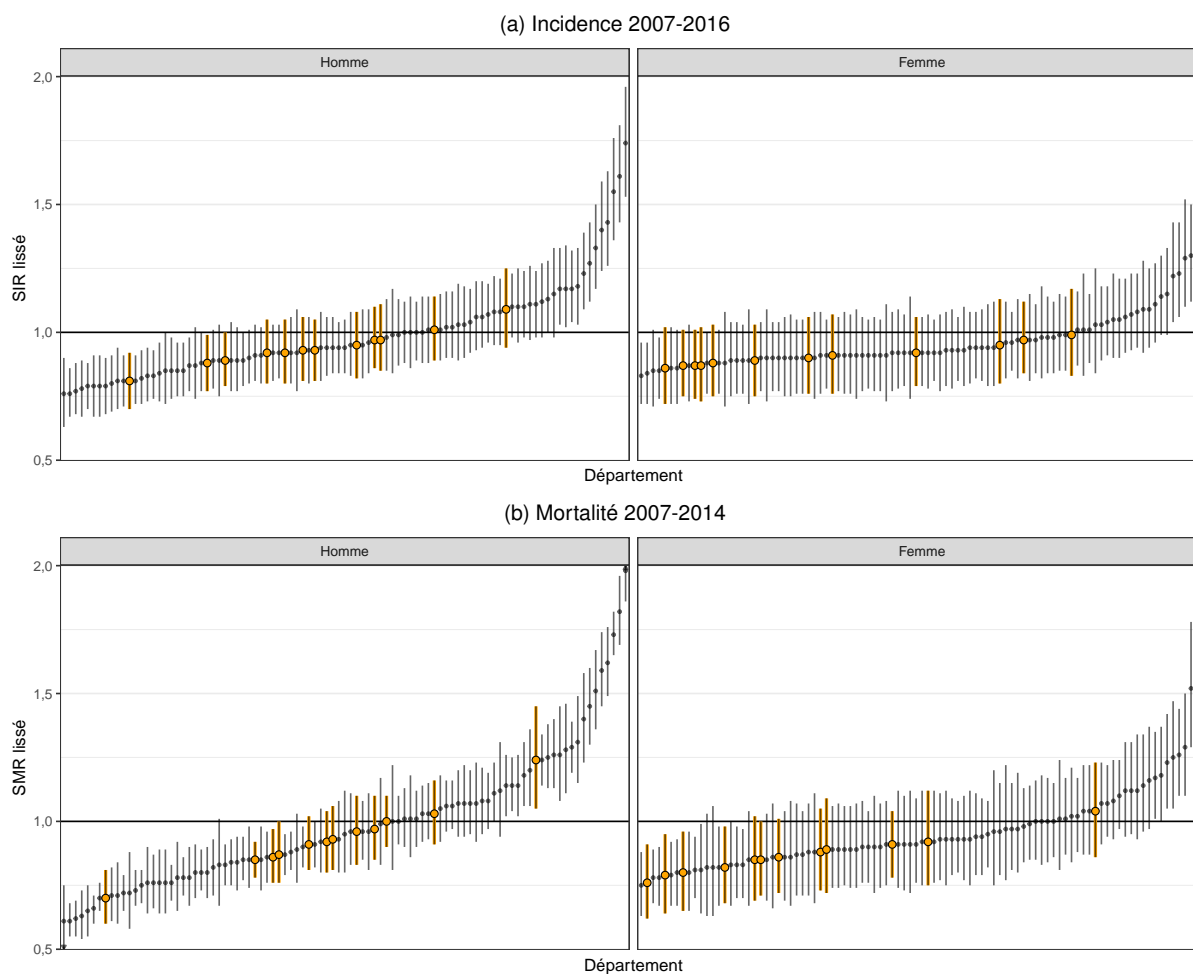 (a) Incidence 2007-2016
Homme
Femme
2,0
1,5
1,0
0,5
SIR lissé
Département
(b) Mortalité 2007-2014
Homme
Femme
2,0
1,5
1,0
0,5
SMR lissé
Département